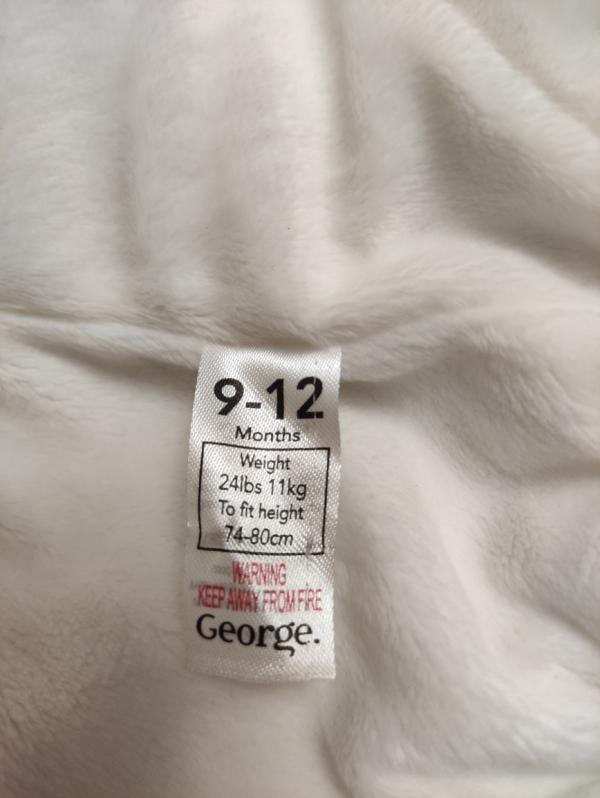 9-12
Months
Weight
24lbs 11kg
To fit height
74-80cm
WARNING
KEEP AWAY FROM FIRE
George.